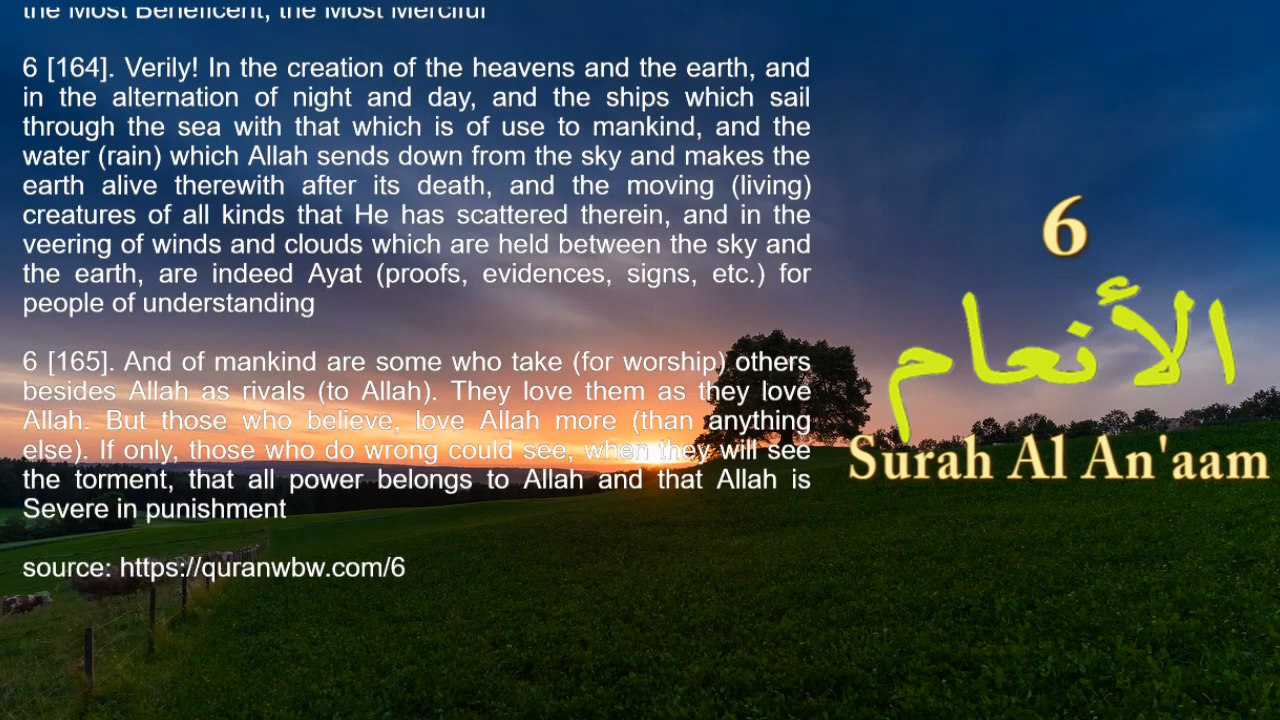 the Most Beneficent, the Most Merciful
6 [164]. Verily! In the creation of the heavens and the earth, and
in the alternation of night and day, and the ships which sail
through the sea with that which is of use to mankind, and the
water (rain) which Allah sends down from the sky and makes the
earth alive therewith after its death, and the moving (living)
creatures of all kinds that He has scattered therein, and in the
veering of winds and clouds which are held between the sky and
the earth, are indeed Ayat (proofs, evidences, signs, etc.) for
people of understanding
6 [165]. And of mankind are some who take (for worship) others
besides Allah as rivals (to Allah). They love them as they love
Allah. But those who believe, love Allah more (than anything
else). If only, those who do wrong could see, when they will see
the torment, that all power belongs to Allah and that Allah is
Severe in punishment
source: https://quranwbw.com/6
6
الأنعام
Surah Al An'aam